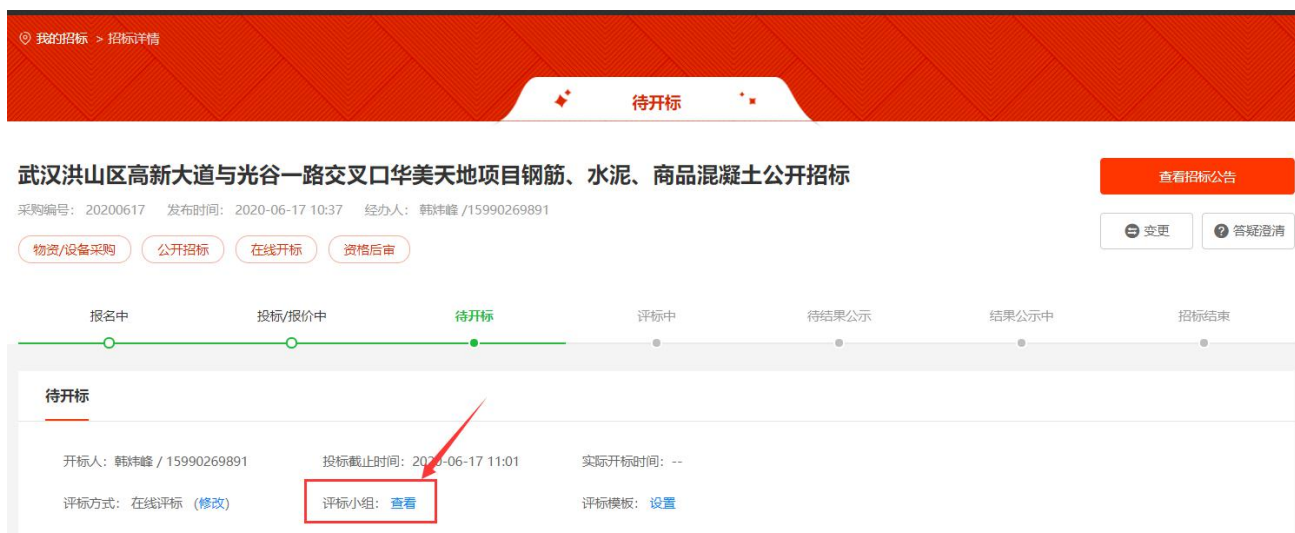 我的招标 > 招标详情
待开标
武汉洪山区高新大道与光谷一路交叉口华美天地项目钢筋、水泥、商品混凝土公开招标
查看招标公告
采购编号： 20200617 发布时间： 2020-06-17 10:37 经办人： 韩炜峰 /15990269891
变更 答疑澄清
物资/设备采购 公开招标 在线开标 资格后审
报名中 投标/报价中 待开标 评标中 待结果公示 结果公示中 招标结束
待开标
开标人： 韩炜峰 / 15990269891 投标截止时间： 2020-06-17 11:01 实际开标时间： --
评标方式： 在线评标 (修改) 评标小组： 查看 评标模板： 设置